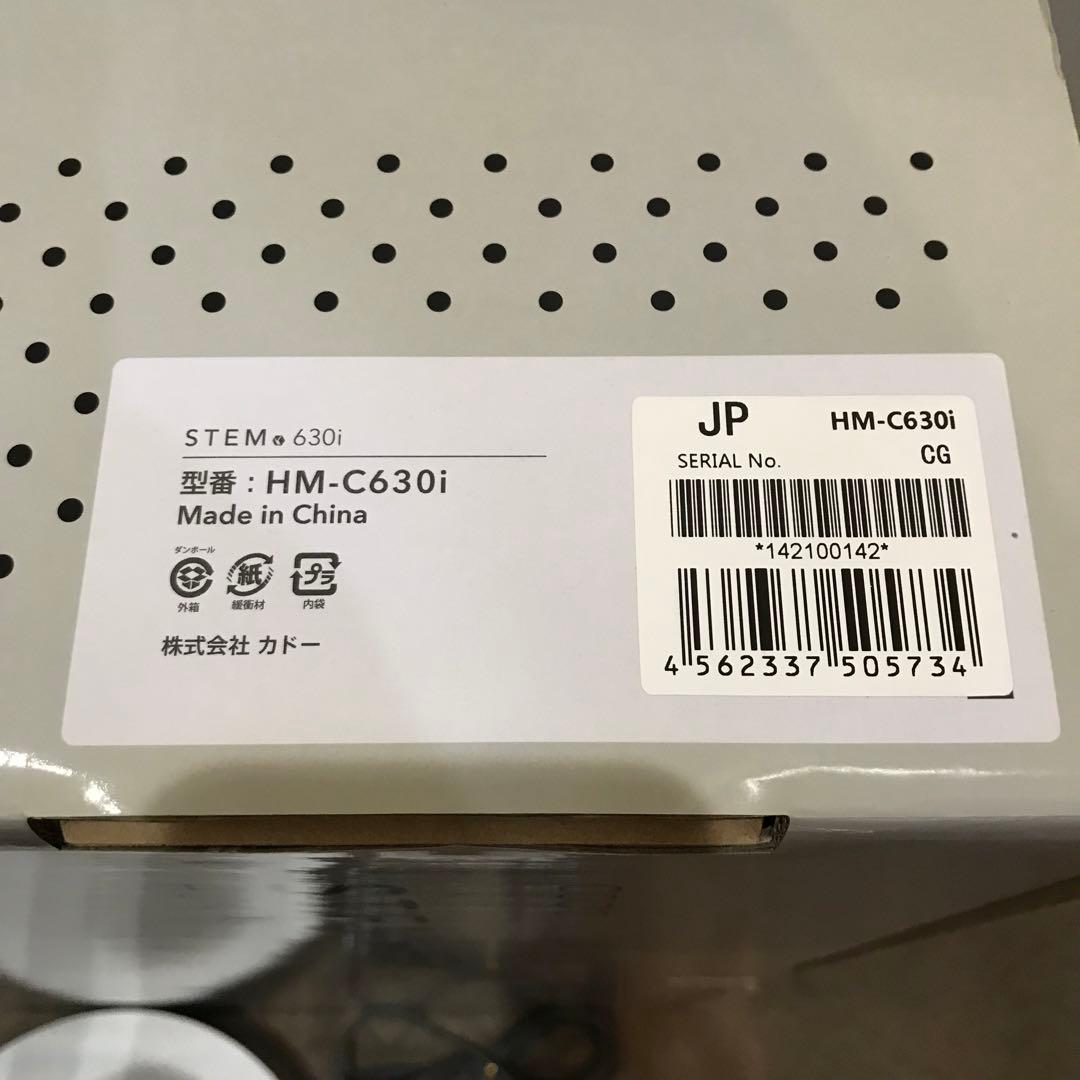 STEM 630i
型番：HM-C630i
Made in China
ダンボール
外箱
紙
緩衝材
プラ
内袋
株式会社 カドー
JP
HM-C630i
SERIAL No.
CG
*142100142*
4 562337 505734